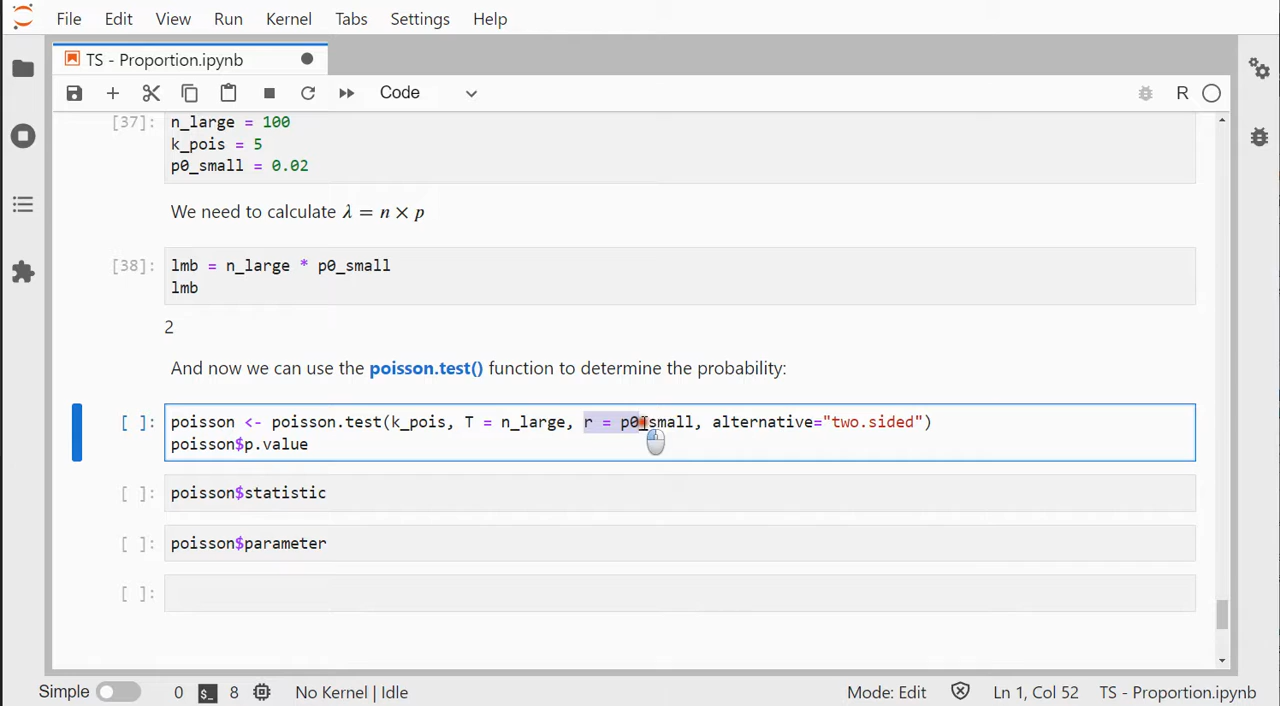 File Edit View Run Kernel Tabs Settings Help
TS - Proportion.ipynb
Code
R
[37]: n_large = 100
k_pois = 5
p0_small = 0.02
We need to calculate λ = n × p
[38]: lmb = n_large * p0_small
lmb
2
And now we can use the poisson.test() function to determine the probability:
[ ]: poisson <- poisson.test(k_pois, T = n_large, r = p0_small, alternative="two.sided")
poisson$p.value
[ ]: poisson$statistic
[ ]: poisson$parameter
[ ]:
Simple 0 8 No Kernel | Idle Mode: Edit Ln 1, Col 52 TS - Proportion.ipynb